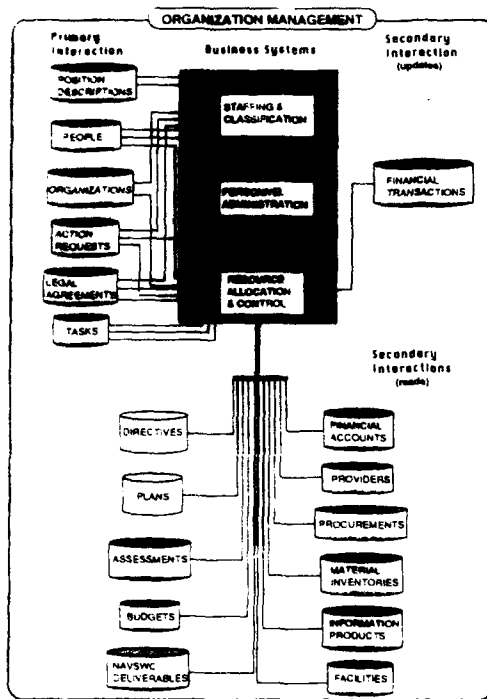 ORGANIZATION MANAGEMENT
Primary
Interaction
Business Systems
Secondary
Interaction
(updates)
POSITION
DESCRIPTIONS
PEOPLE
ORGANIZATIONS
ACTION
REQUESTS
LEGAL
AGREEMENTS
TASKS
STAFFING &
CLASSIFICATION
PERSONNEL
ADMINISTRATION
RESOURCE
ALLOCATION
& CONTROL
FINANCIAL
TRANSACTIONS
Secondary
Interactions
(reads)
DIRECTIVES
PLANS
ASSESSMENTS
BUDGETS
NAVSWC
DELIVERABLES
FINANCIAL
ACCOUNTS
PROVIDERS
PROCUREMENTS
MATERIAL
INVENTORIES
INFORMATION
PRODUCTS
FACILITIES